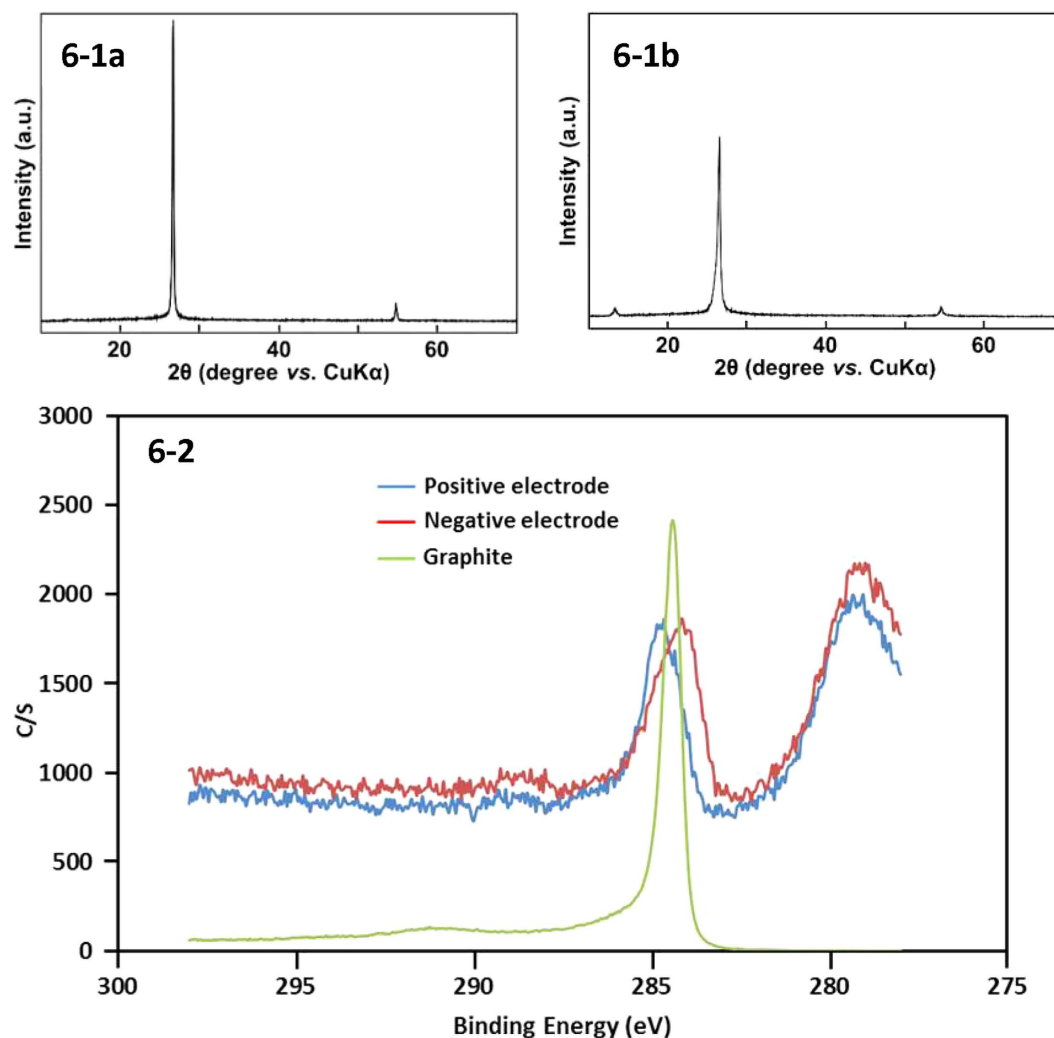 6-1a
Intensity (a.u.)
20 40 60
2θ (degree vs. CuKα)
6-1b
Intensity (a.u.)
20 40 60
2θ (degree vs. CuKα)
6-2
3000
2500
2000
1500
1000
500
0
C/S
Positive electrode
Negative electrode
Graphite
300 295 290 285 280 275
Binding Energy (eV)